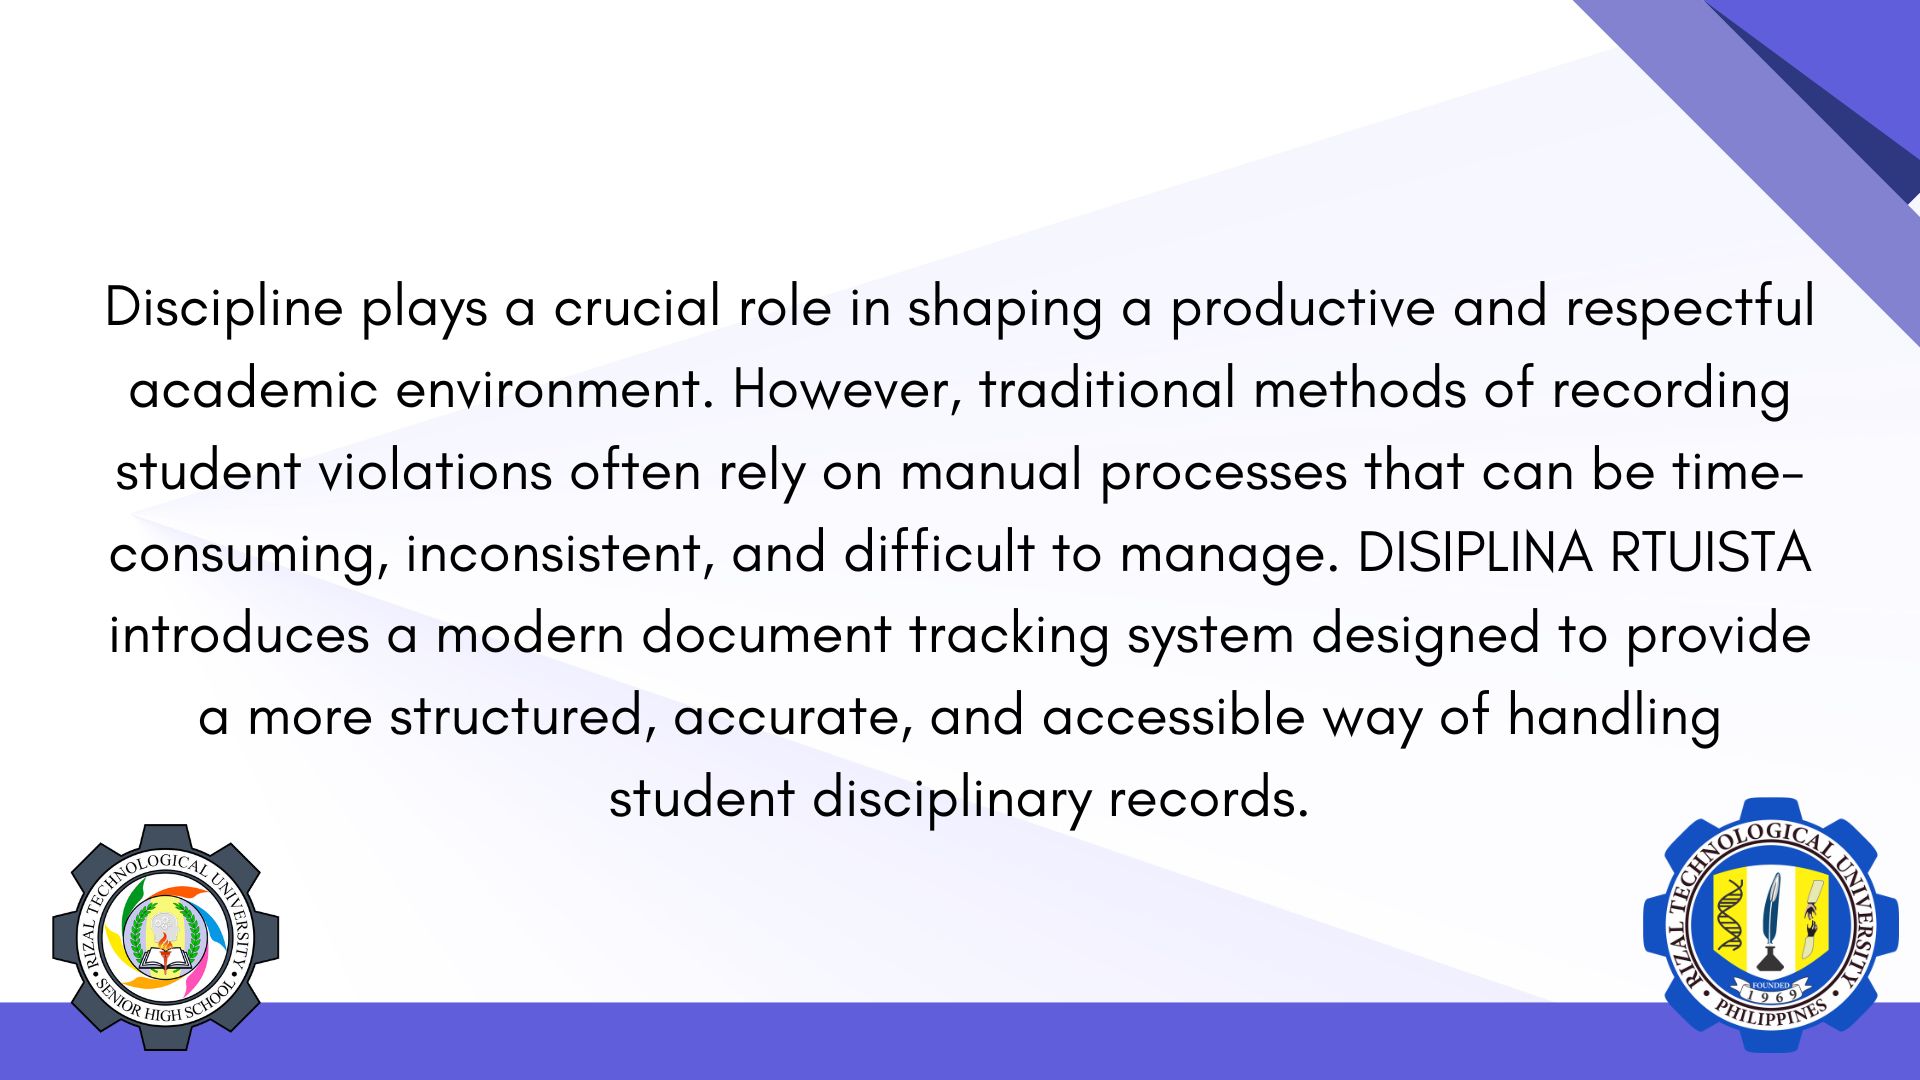 Discipline plays a crucial role in shaping a productive and respectful
academic environment. However, traditional methods of recording
student violations often rely on manual processes that can be time-
consuming, inconsistent, and difficult to manage. DISIPLINA RTUISTA
introduces a modern document tracking system designed to provide
a more structured, accurate, and accessible way of handling
student disciplinary records.
RIZAL TECHNOLOGICAL UNIVERSITY
• SENIOR HIGH SCHOOL •
RIZAL TECHNOLOGICAL UNIVERSITY
FOUNDED
1969
• PHILIPPINES •